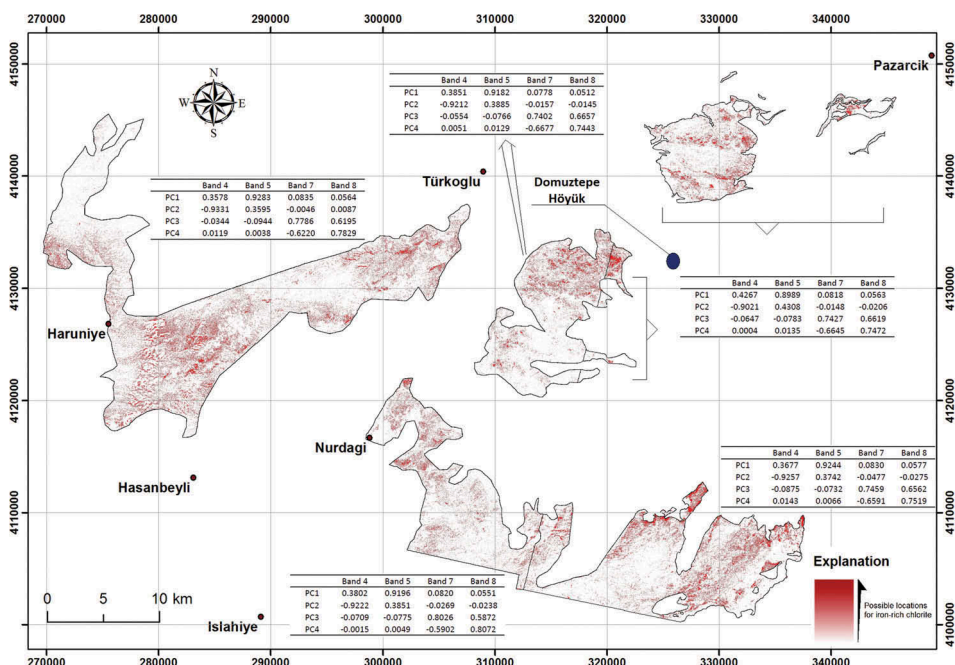 270000 280000 290000 300000 310000 320000 330000 340000
4150000 4140000 4130000 4120000 4110000 4100000
4150000 4140000 4130000 4120000 4110000 4100000
Pazarcik
N
W E
S
Band 4 Band 5 Band 7 Band 8
PC1 0.3851 0.9182 0.0778 0.0512
PC2 -0.9212 0.3885 -0.0157 -0.0145
PC3 -0.0554 -0.0766 0.7402 0.6657
PC4 0.0051 0.0129 -0.6677 0.7443
Türkoglu
Domuztepe
Höyük
Band 4 Band 5 Band 7 Band 8
PC1 0.3578 0.9283 0.0835 0.0564
PC2 -0.9331 0.3595 -0.0046 0.0087
PC3 -0.0344 -0.0944 0.7786 0.6195
PC4 0.0119 0.0038 -0.6220 0.7829
Band 4 Band 5 Band 7 Band 8
PC1 0.4267 0.8989 0.0818 0.0563
PC2 -0.9021 0.4308 -0.0148 -0.0206
PC3 -0.0647 -0.0783 0.7427 0.6619
PC4 0.0004 0.0135 -0.6645 0.7472
Haruniye
Nurdagi
Hasanbeyli
Band 4 Band 5 Band 7 Band 8
PC1 0.3677 0.9244 0.0830 0.0577
PC2 -0.9257 0.3742 -0.0477 -0.0275
PC3 -0.0875 -0.0732 0.7459 0.6562
PC4 0.0143 0.0066 -0.6591 0.7519
Explanation
Possible locations
for iron-rich chlorile
Band 4 Band 5 Band 7 Band 8
PC1 0.3802 0.9196 0.0820 0.0551
PC2 -0.9222 0.3851 -0.0269 -0.0238
PC3 -0.0709 -0.0775 0.8026 0.5872
PC4 -0.0015 0.0049 -0.5902 0.8072
0 5 10 km
Islahiye
270000 280000 290000 300000 310000 320000 330000 340000